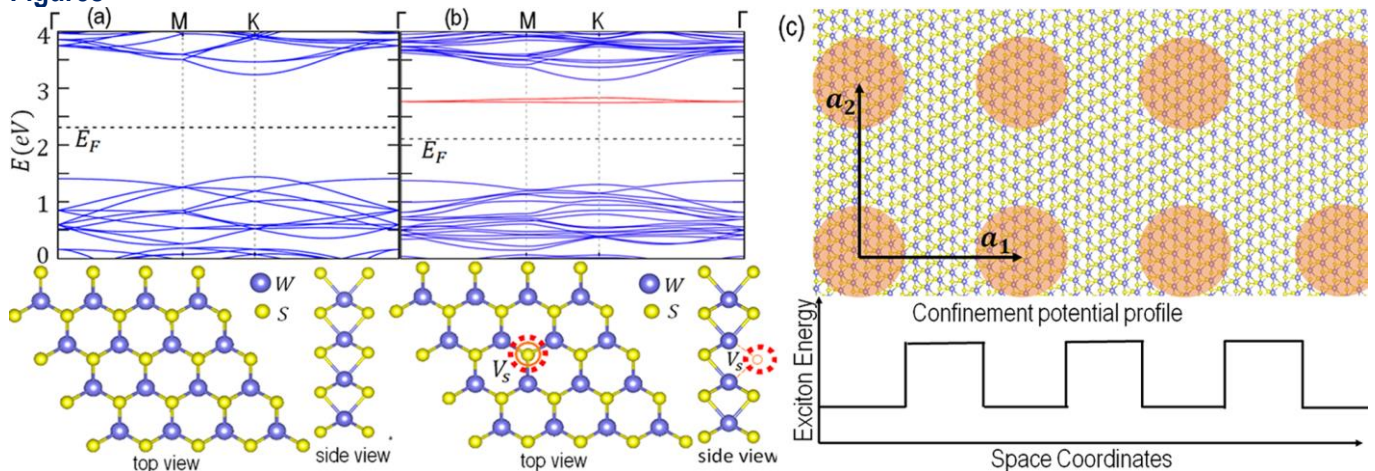 Figures
Γ (a) M K (b) M K Γ
E(eV)
4
3
2
1
0
E_F
E_F
W
S
top view
side view
W
S
V_s
V_s
top view
side view
(c)
a_2
a_1
Confinement potential profile
Exciton Energy
Space Coordinates